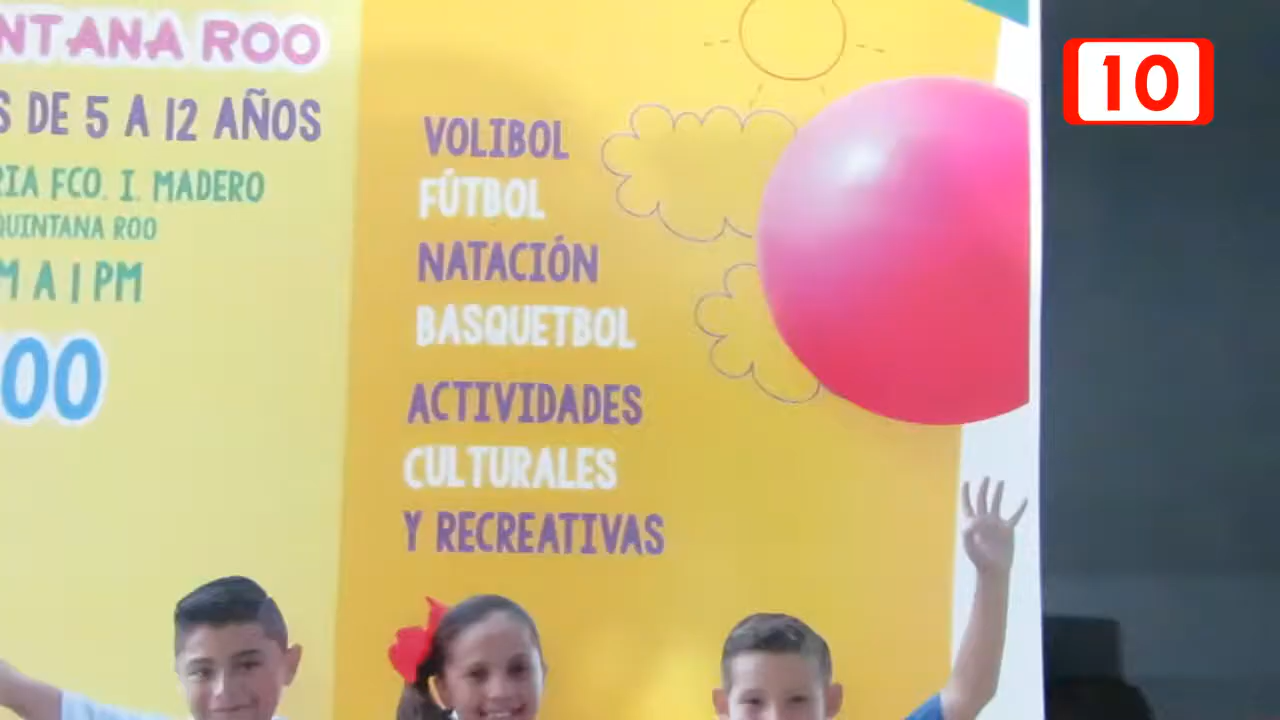 NTANA ROO
S DE 5 A 12 AÑOS
RIA FCO. I. MADERO
QUINTANA ROO
M A 1 PM
00
VOLIBOL
FÚTBOL
NATACIÓN
BASQUETBOL
ACTIVIDADES
CULTURALES
Y RECREATIVAS
10